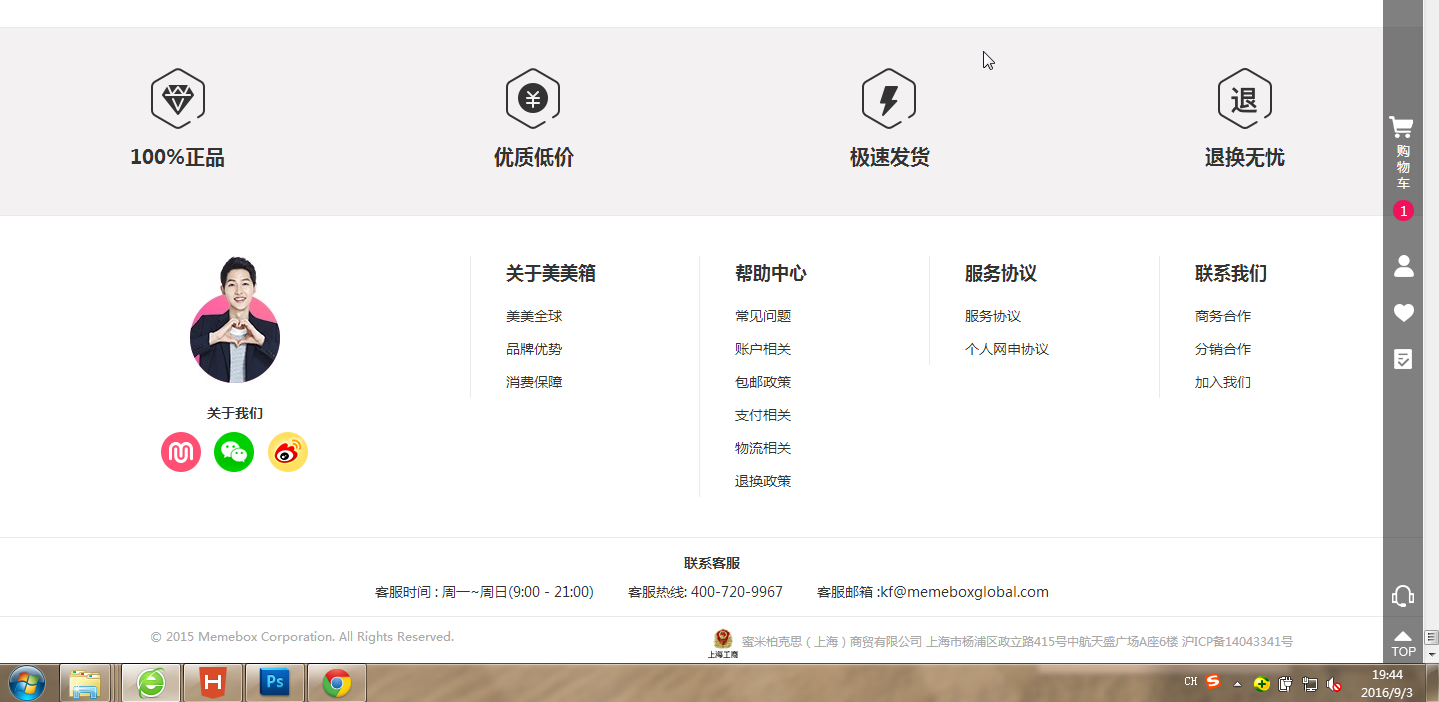 100%正品
优质低价
极速发货
退
退换无忧
购物车
1
关于我们
关于美美箱
美美全球
品牌优势
消费保障
帮助中心
常见问题
账户相关
包邮政策
支付相关
物流相关
退换政策
服务协议
服务协议
个人网申协议
联系我们
商务合作
分销合作
加入我们
联系客服
客服时间 : 周一~周日(9:00 - 21:00) 客服热线: 400-720-9967 客服邮箱 :kf@memeboxglobal.com
© 2015 Memebox Corporation. All Rights Reserved.
上海工商
蜜米柏克思（上海）商贸有限公司 上海市杨浦区政立路415号中航天盛广场A座6楼 沪ICP备14043341号
TOP
H
Ps
CH
S
19:44
2016/9/3